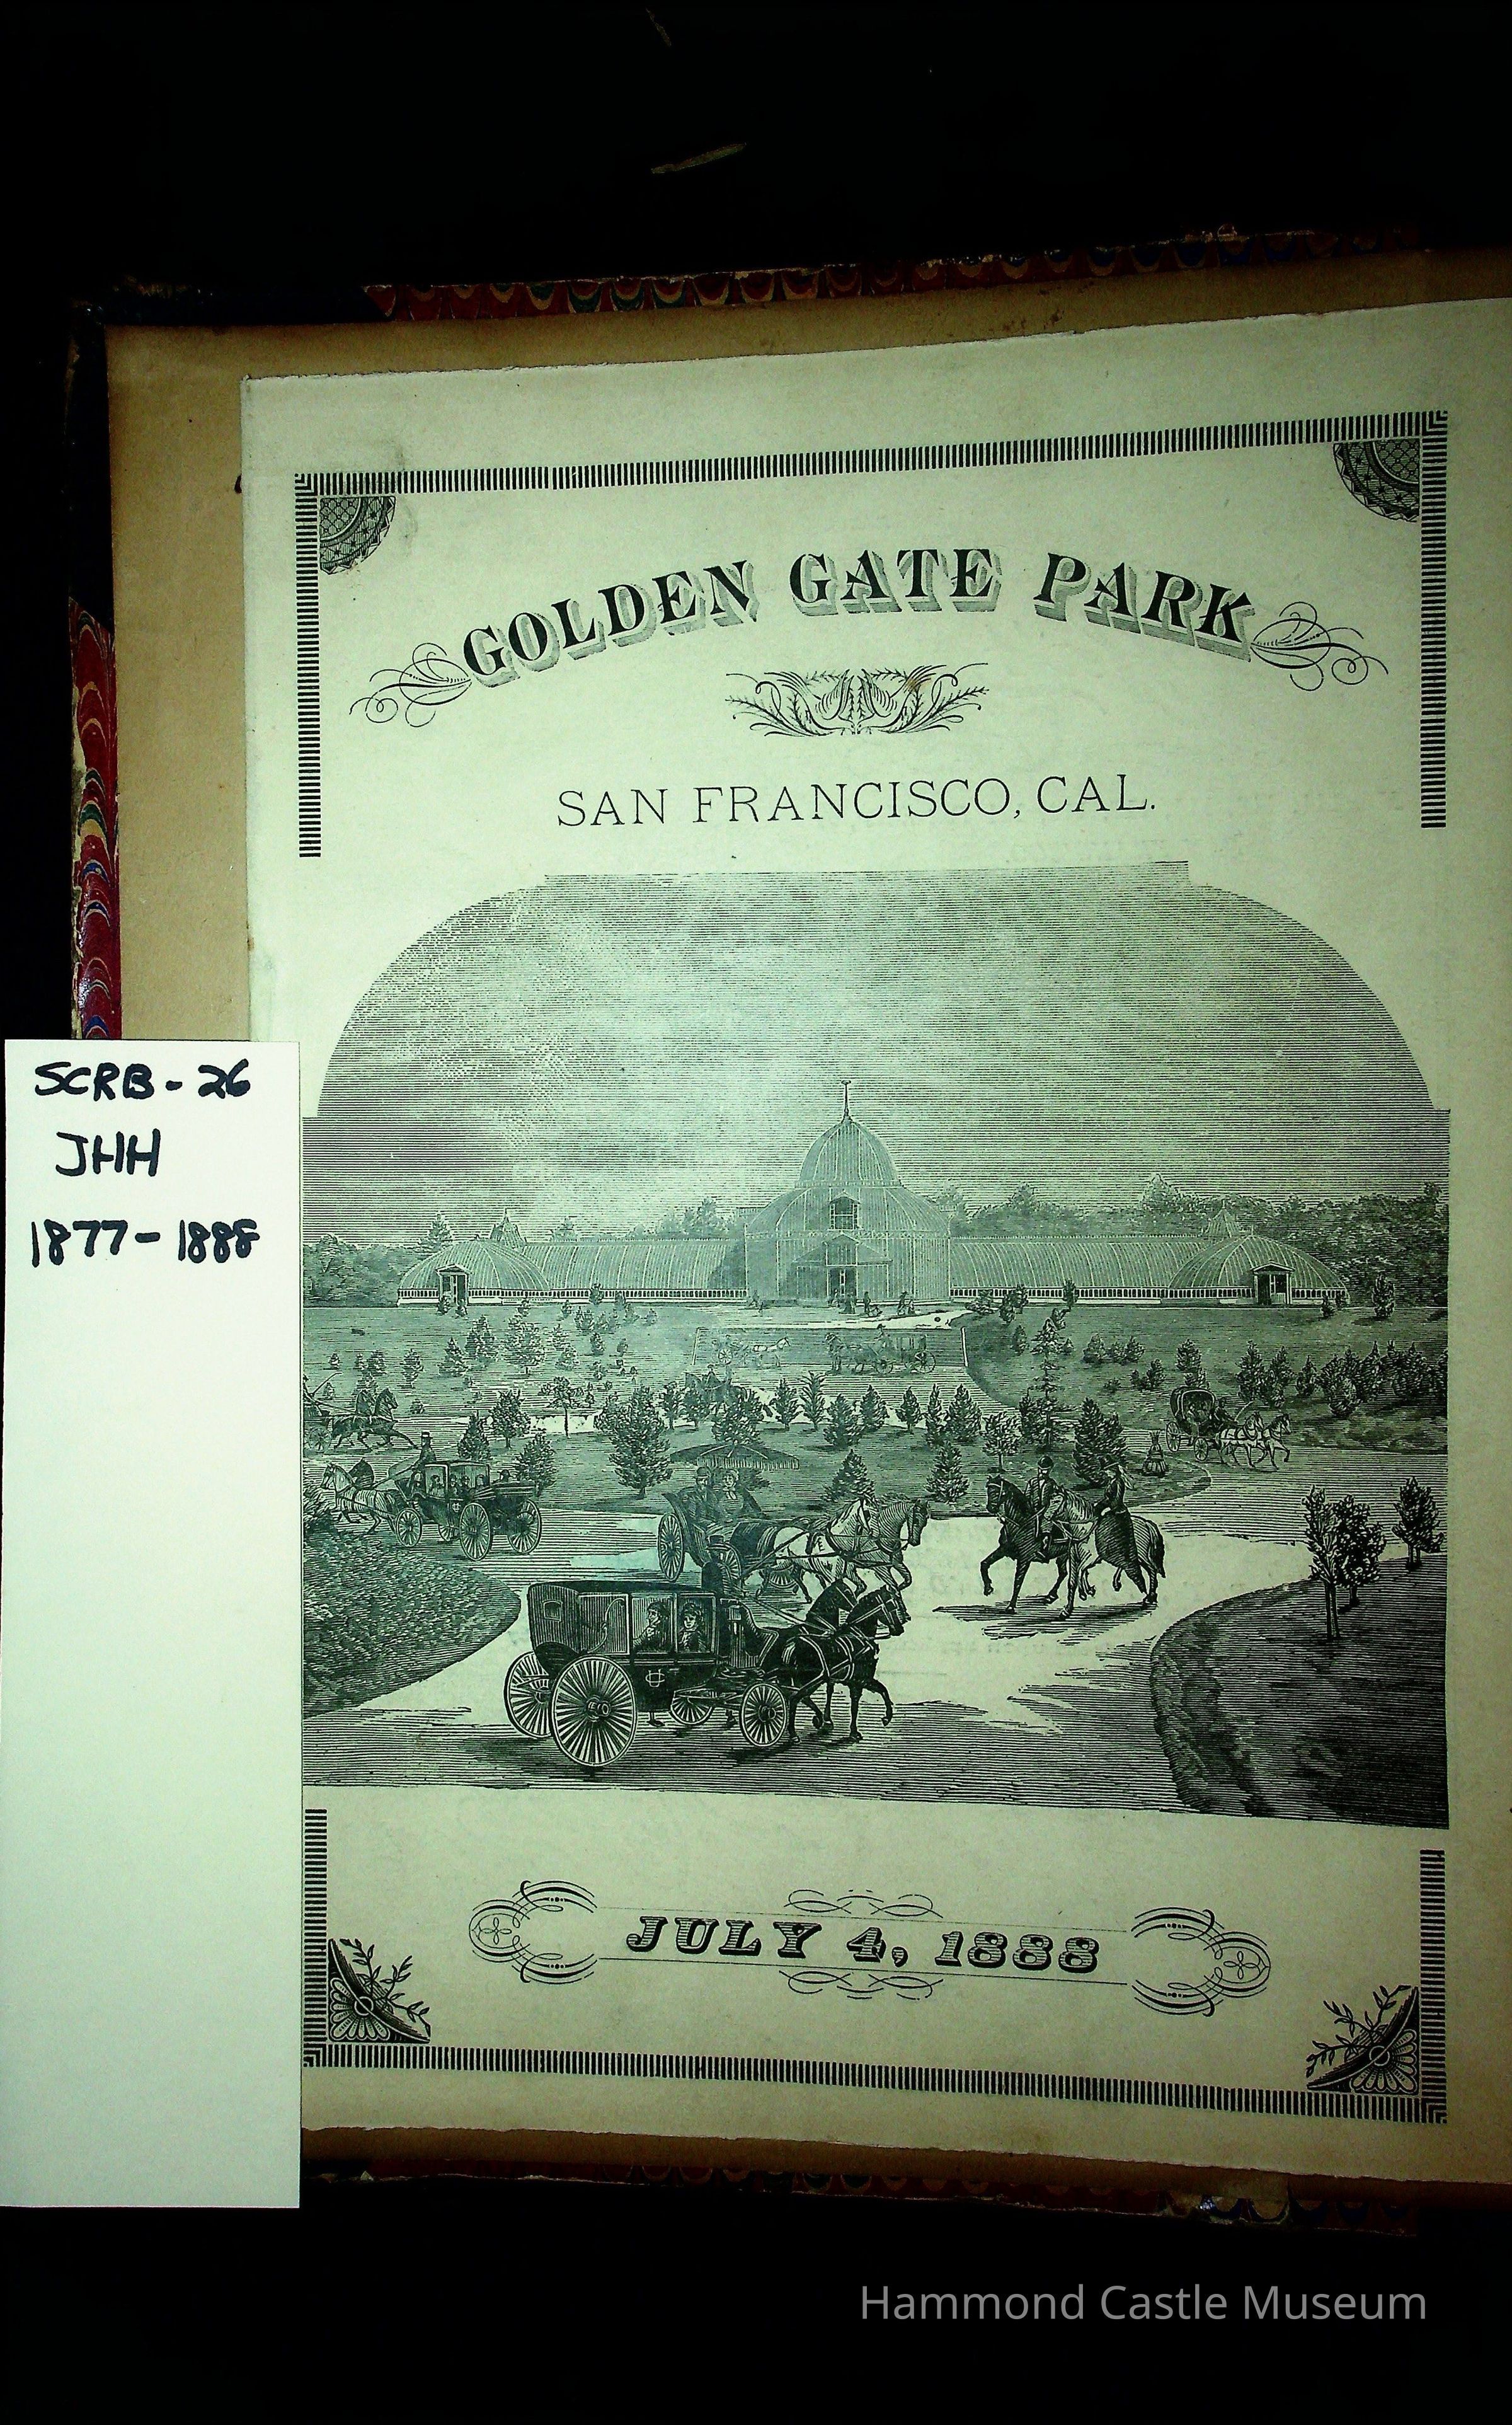 GOLDEN GATE PARK
SAN FRANCISCO, CAL.
SCRB-26
JHH
1877-1888
JULY 4, 1888
Hammond Castle Museum